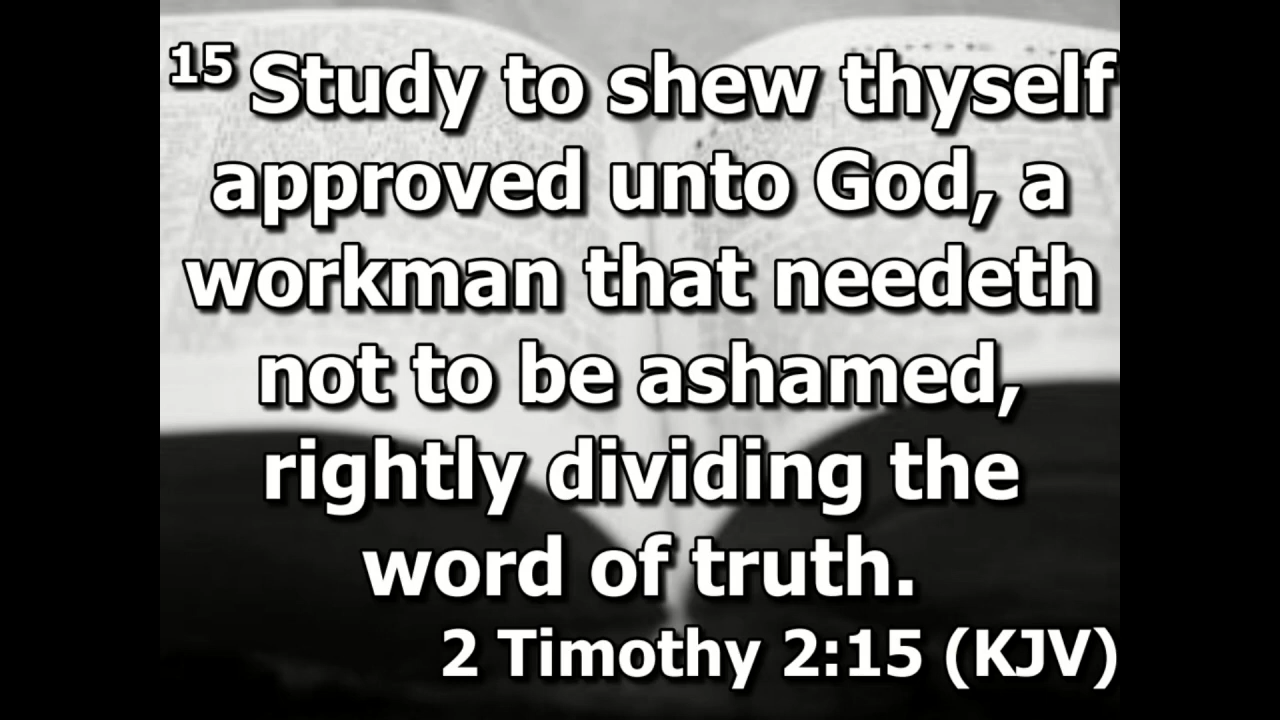 15 Study to shew thyself
approved unto God, a
workman that needeth
not to be ashamed,
rightly dividing the
word of truth.
2 Timothy 2:15 (KJV)